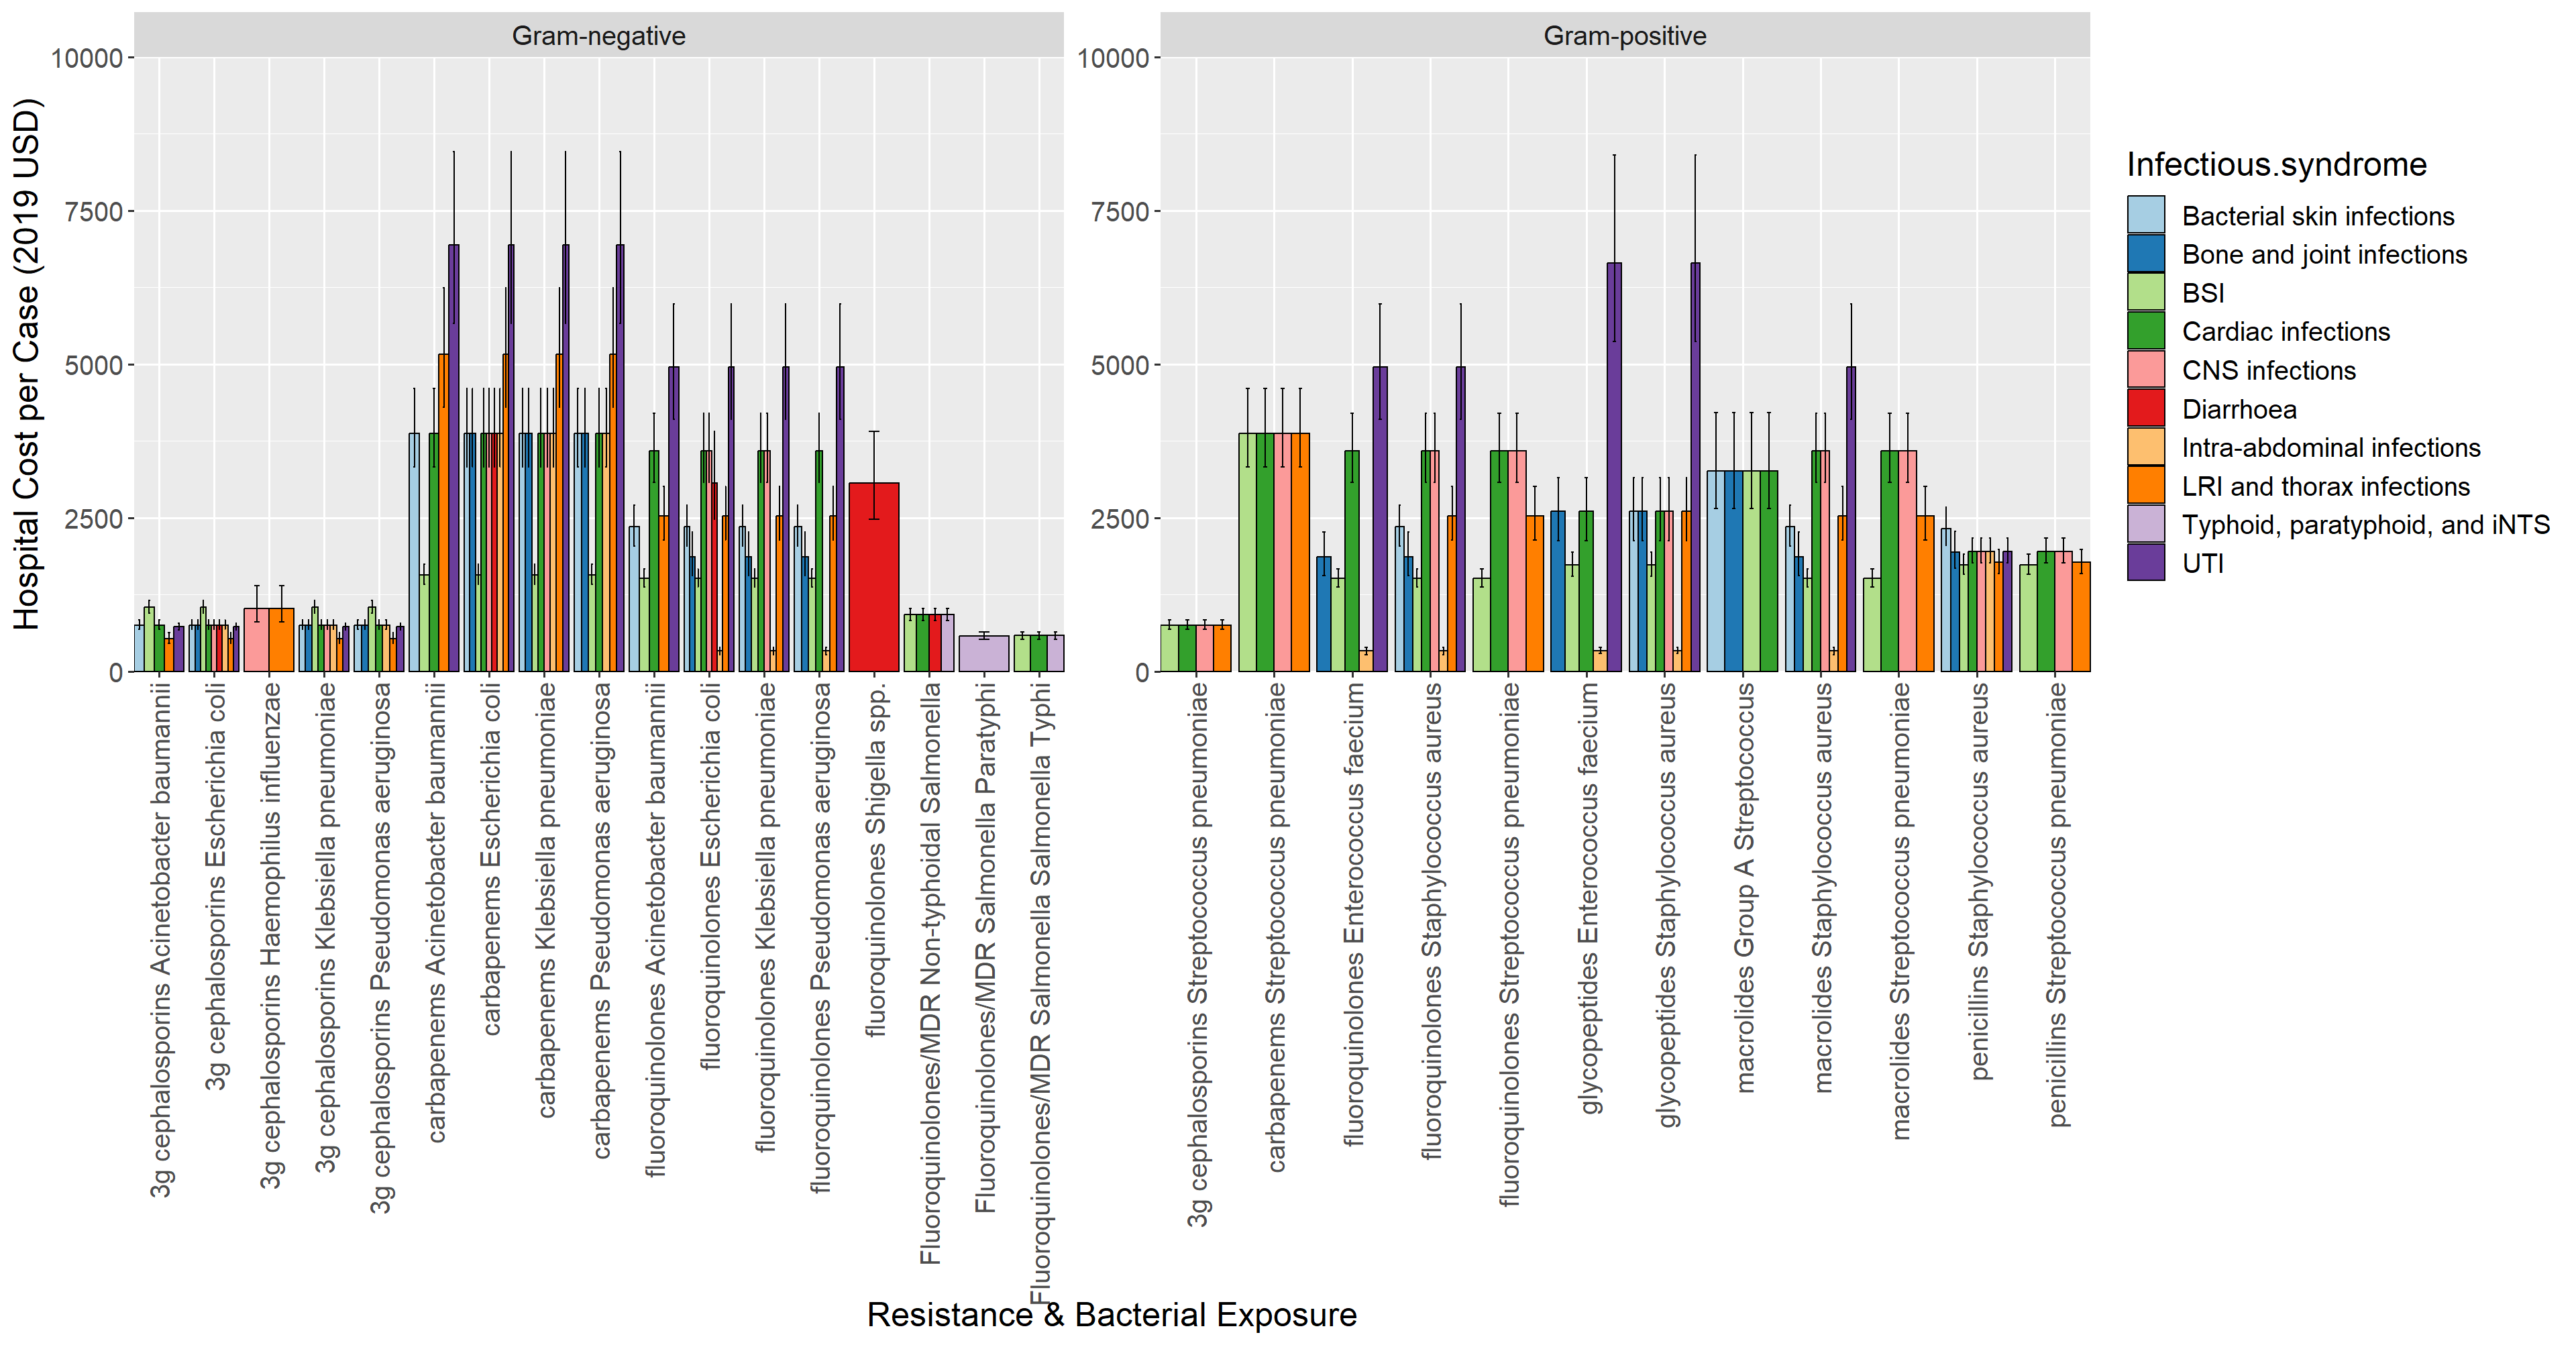 Gram-negative
Gram-positive
Hospital Cost per Case (2019 USD)
10000
7500
5000
2500
0
10000
7500
5000
2500
0
3g cephalosporins Acinetobacter baumannii
3g cephalosporins Escherichia coli
3g cephalosporins Haemophilus influenzae
3g cephalosporins Klebsiella pneumoniae
3g cephalosporins Pseudomonas aeruginosa
carbapenems Acinetobacter baumannii
carbapenems Escherichia coli
carbapenems Klebsiella pneumoniae
carbapenems Pseudomonas aeruginosa
fluoroquinolones Acinetobacter baumannii
fluoroquinolones Escherichia coli
fluoroquinolones Klebsiella pneumoniae
fluoroquinolones Pseudomonas aeruginosa
fluoroquinolones Shigella spp.
Fluoroquinolones/MDR Non-typhoidal Salmonella
Fluoroquinolones/MDR Salmonella Paratyphi
Fluoroquinolones/MDR Salmonella Salmonella Typhi
3g cephalosporins Streptococcus pneumoniae
carbapenems Streptococcus pneumoniae
fluoroquinolones Enterococcus faecium
fluoroquinolones Staphylococcus aureus
fluoroquinolones Streptococcus pneumoniae
glycopeptides Enterococcus faecium
glycopeptides Staphylococcus aureus
macrolides Group A Streptococcus
macrolides Staphylococcus aureus
macrolides Streptococcus pneumoniae
penicillins Staphylococcus aureus
penicillins Streptococcus pneumoniae
Resistance & Bacterial Exposure
Infectious.syndrome
Bacterial skin infections
Bone and joint infections
BSI
Cardiac infections
CNS infections
Diarrhoea
Intra-abdominal infections
LRI and thorax infections
Typhoid, paratyphoid, and iNTS
UTI